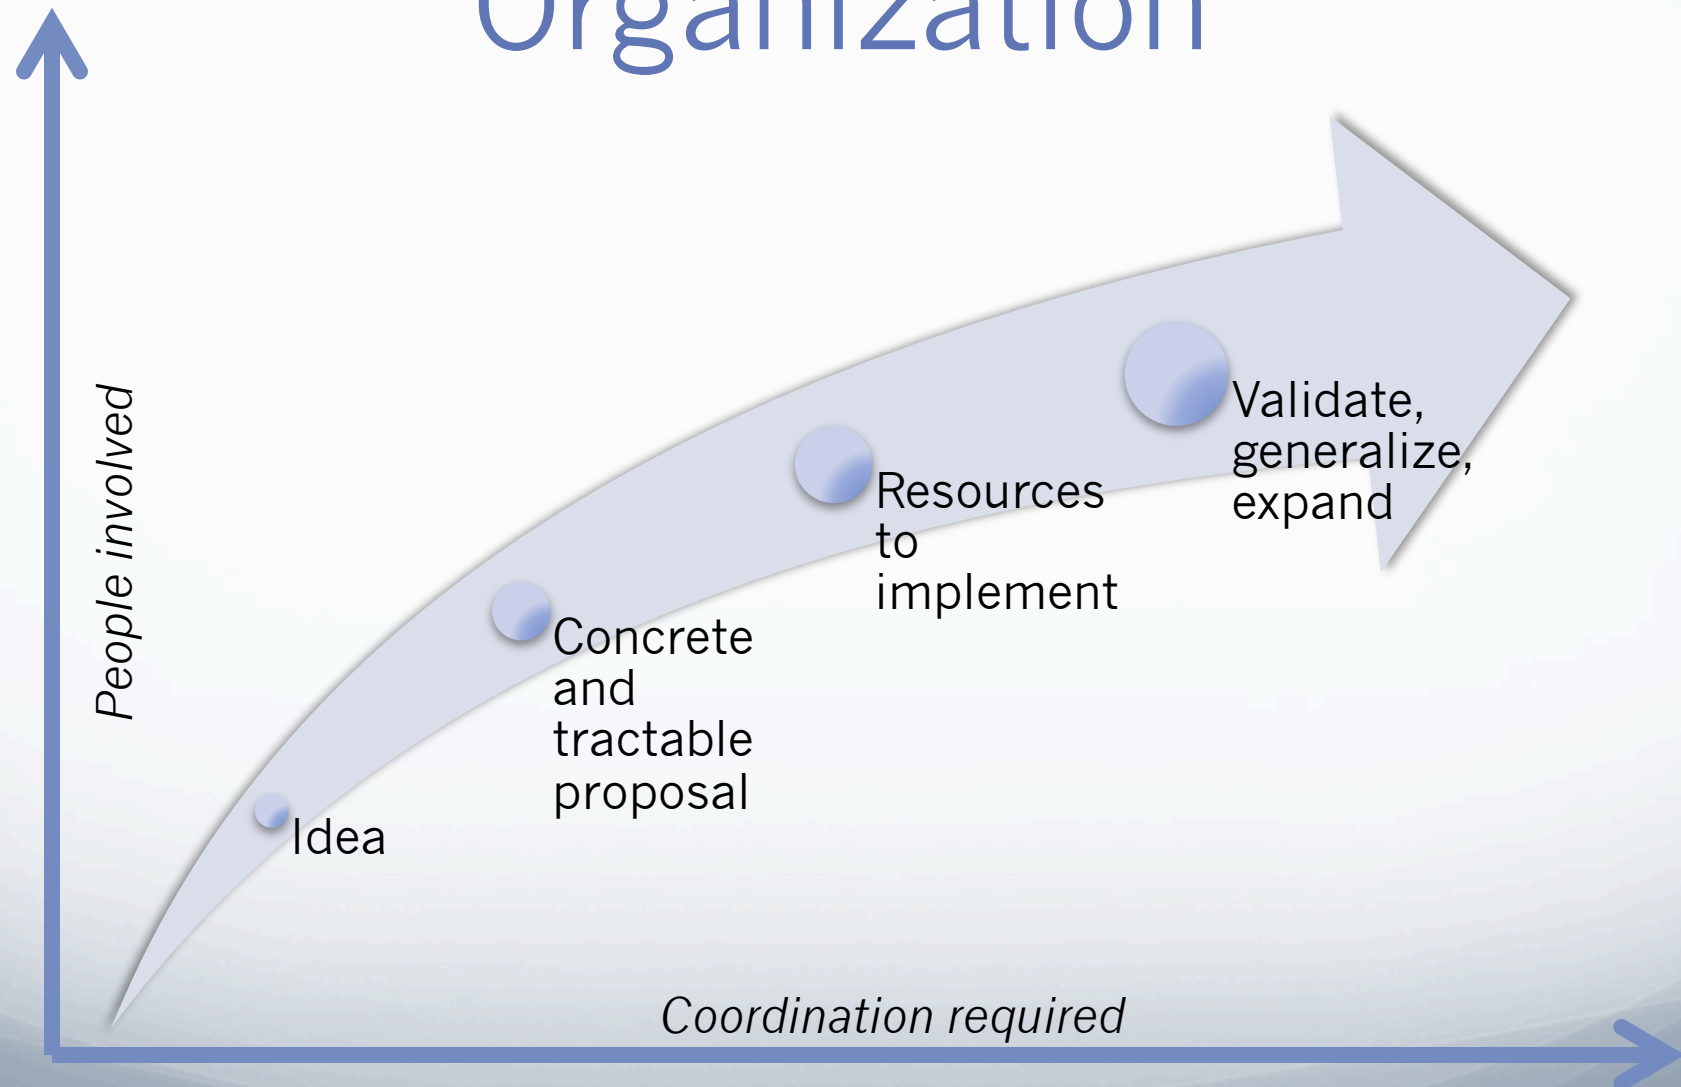 Organization
People involved
Validate,
generalize,
expand
Resources
to
implement
Concrete
and
tractable
proposal
Idea
Coordination required